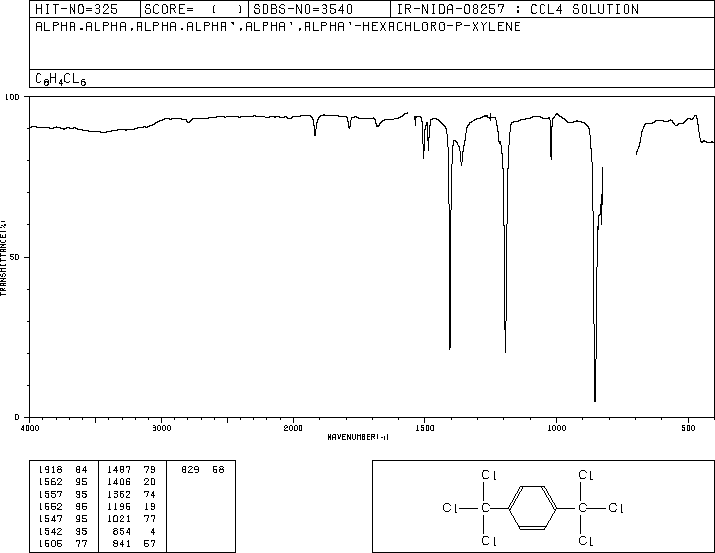 HIT-NO=325 SCORE= ( ) SDBS-NO=3540 IR-NIDA-08257 : CCL4 SOLUTION
ALPHA,ALPHA,ALPHA,ALPHA',ALPHA',ALPHA'-HEXACHLORO-P-XYLENE
C8H4CL6
100
50
0
TRANSMITTANCE(%)
4000 3000 2000 1500 1000 500
WAVENUMBER(-1)
1918 84 1487 79 829 58
1562 95 1406 20
1557 95 1362 74
1552 96 1196 19
1547 95 1021 77
1542 95 854 4
1505 77 841 57
Cl Cl
Cl C C Cl
Cl Cl